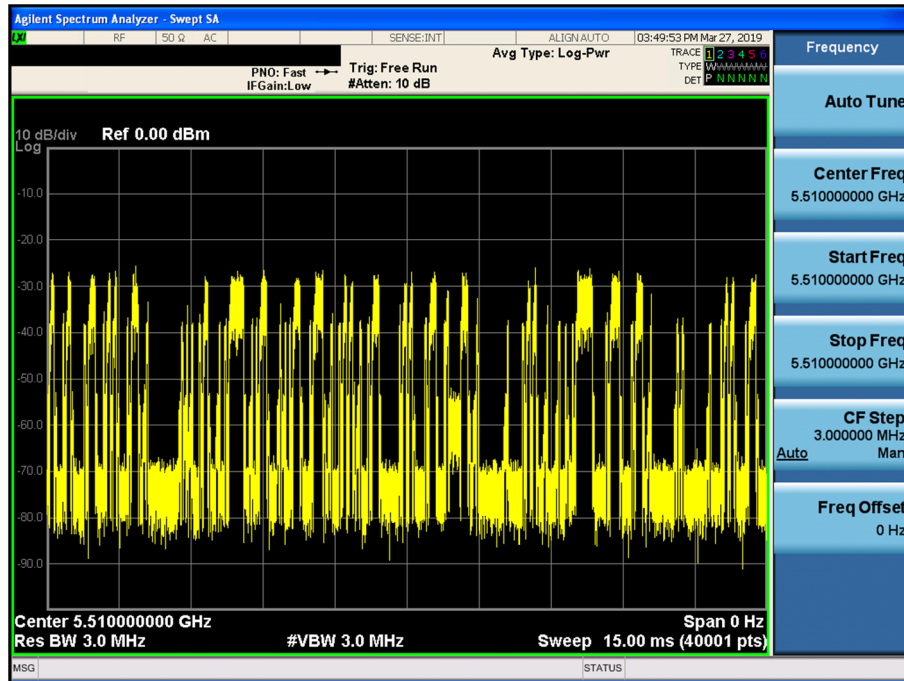 Agilent Spectrum Analyzer - Swept SA
LXI RF 50 Ω AC SENSE:INT ALIGN AUTO 03:49:53 PM Mar 27, 2019
Frequency
Avg Type: Log-Pwr
TRACE 1 2 3 4 5 6
PNO: Fast Trig: Free Run
TYPE WWWWWWW
IFGain:Low #Atten: 10 dB
DET P N N N N N
Auto Tune
10 dB/div Ref 0.00 dBm
Log
Center Freq
5.510000000 GHz
-10.0
-20.0
Start Freq
5.510000000 GHz
-30.0
-40.0
Stop Freq
5.510000000 GHz
-50.0
-60.0
CF Step
3.000000 MHz
Auto Man
-70.0
-80.0
Freq Offset
0 Hz
-90.0
Center 5.510000000 GHz Span 0 Hz
Res BW 3.0 MHz #VBW 3.0 MHz Sweep 15.00 ms (40001 pts)
MSG STATUS